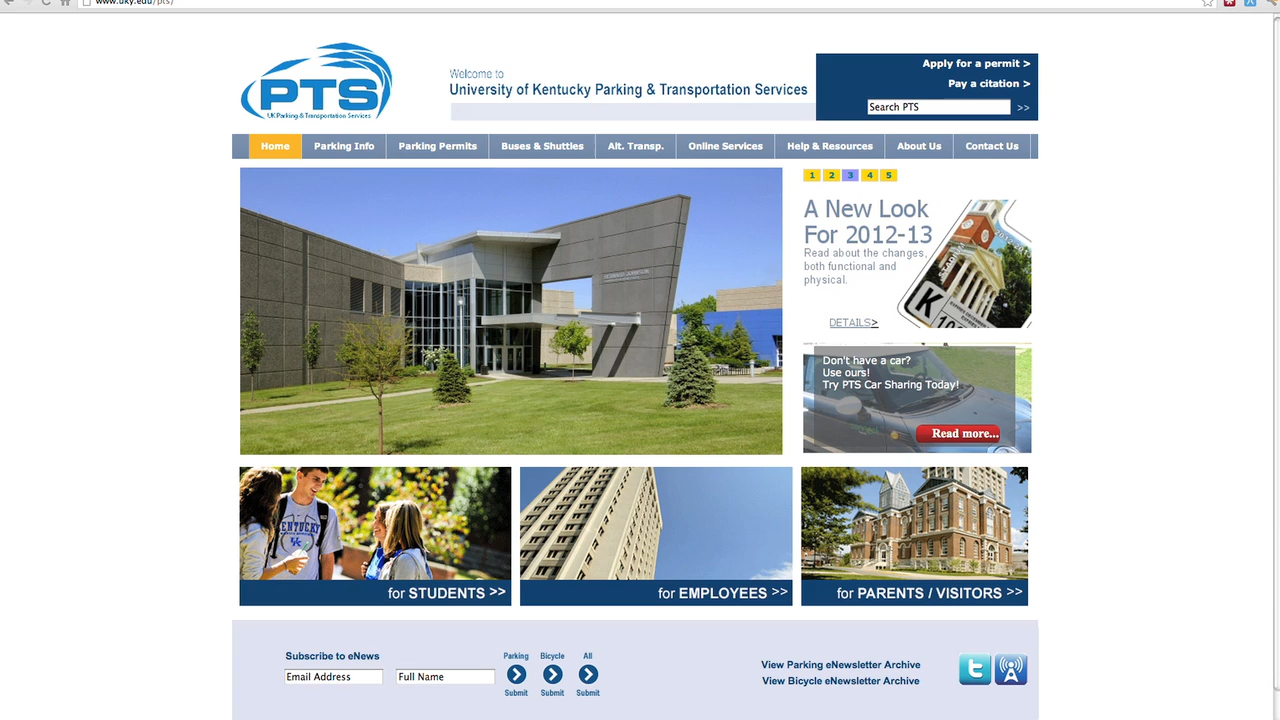 www.uky.edu/pts/
PTS
UK Parking & Transportation Services
Welcome to
University of Kentucky Parking & Transportation Services
Apply for a permit >
Pay a citation >
Search PTS >>
Home Parking Info Parking Permits Buses & Shuttles Alt. Transp. Online Services Help & Resources About Us Contact Us
1 2 3 4 5
A New Look
For 2012-13
Read about the changes,
both functional and
physical.
DETAILS>
K
Don't have a car?
Use ours!
Try PTS Car Sharing Today!
Read more...
KENTUCKY
UK
for STUDENTS >>
for EMPLOYEES >>
for PARENTS / VISITORS >>
Subscribe to eNews
Email Address
Full Name
Parking Bicycle All
Submit Submit Submit
View Parking eNewsletter Archive
View Bicycle eNewsletter Archive
t